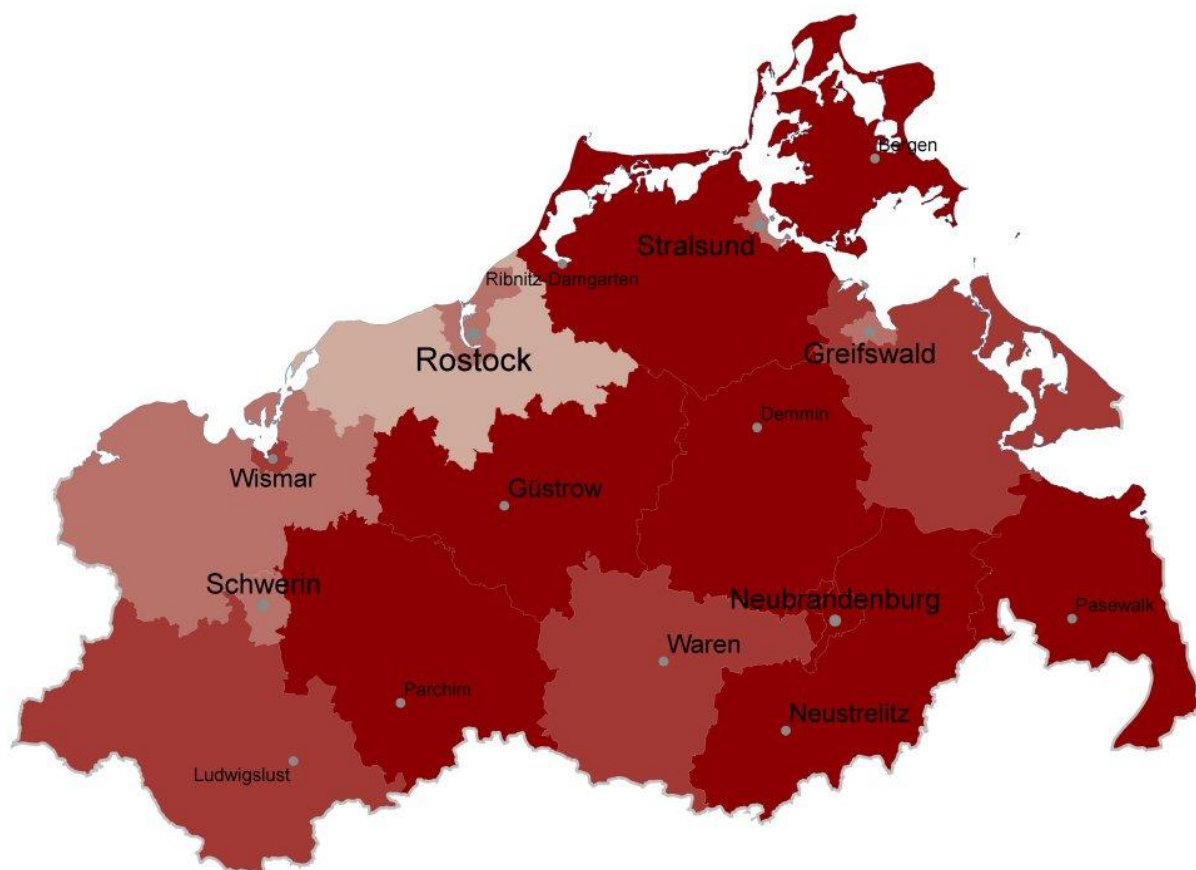 Bergen
Stralsund
Ribnitz-Damgarten
Rostock
Greifswald
Demmin
Wismar
Güstrow
Schwerin
Neubrandenburg
Pasewalk
Waren
Parchim
Neustrelitz
Ludwigslust